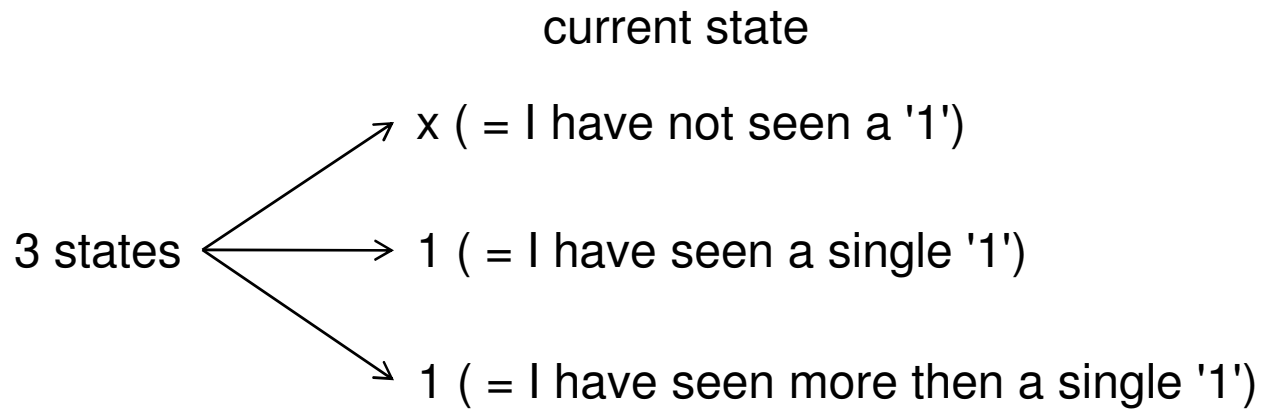 current state
x ( = I have not seen a '1')
3 states
1 ( = I have seen a single '1')
1 ( = I have seen more then a single '1')